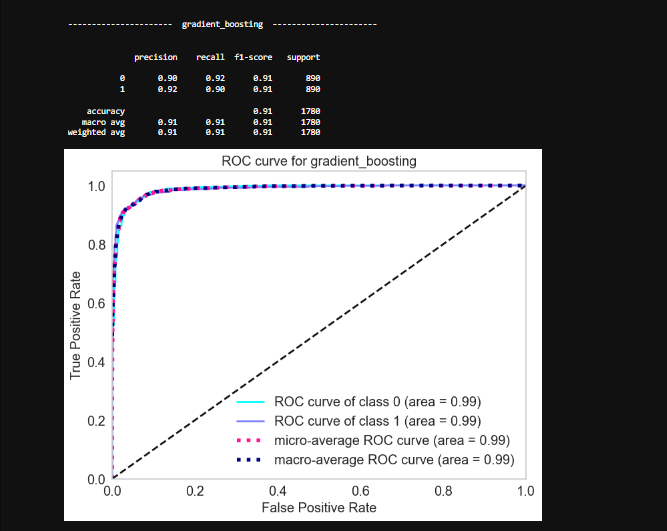 ---------------------- gradient_boosting ----------------------
precision recall f1-score support
0 0.90 0.92 0.91 890
1 0.92 0.90 0.91 890
accuracy 0.91 1780
macro avg 0.91 0.91 0.91 1780
weighted avg 0.91 0.91 0.91 1780
ROC curve for gradient_boosting
1.0
0.8
0.6
0.4
0.2
0.0
True Positive Rate
ROC curve of class 0 (area = 0.99)
ROC curve of class 1 (area = 0.99)
micro-average ROC curve (area = 0.99)
macro-average ROC curve (area = 0.99)
0.0 0.2 0.4 0.6 0.8 1.0
False Positive Rate